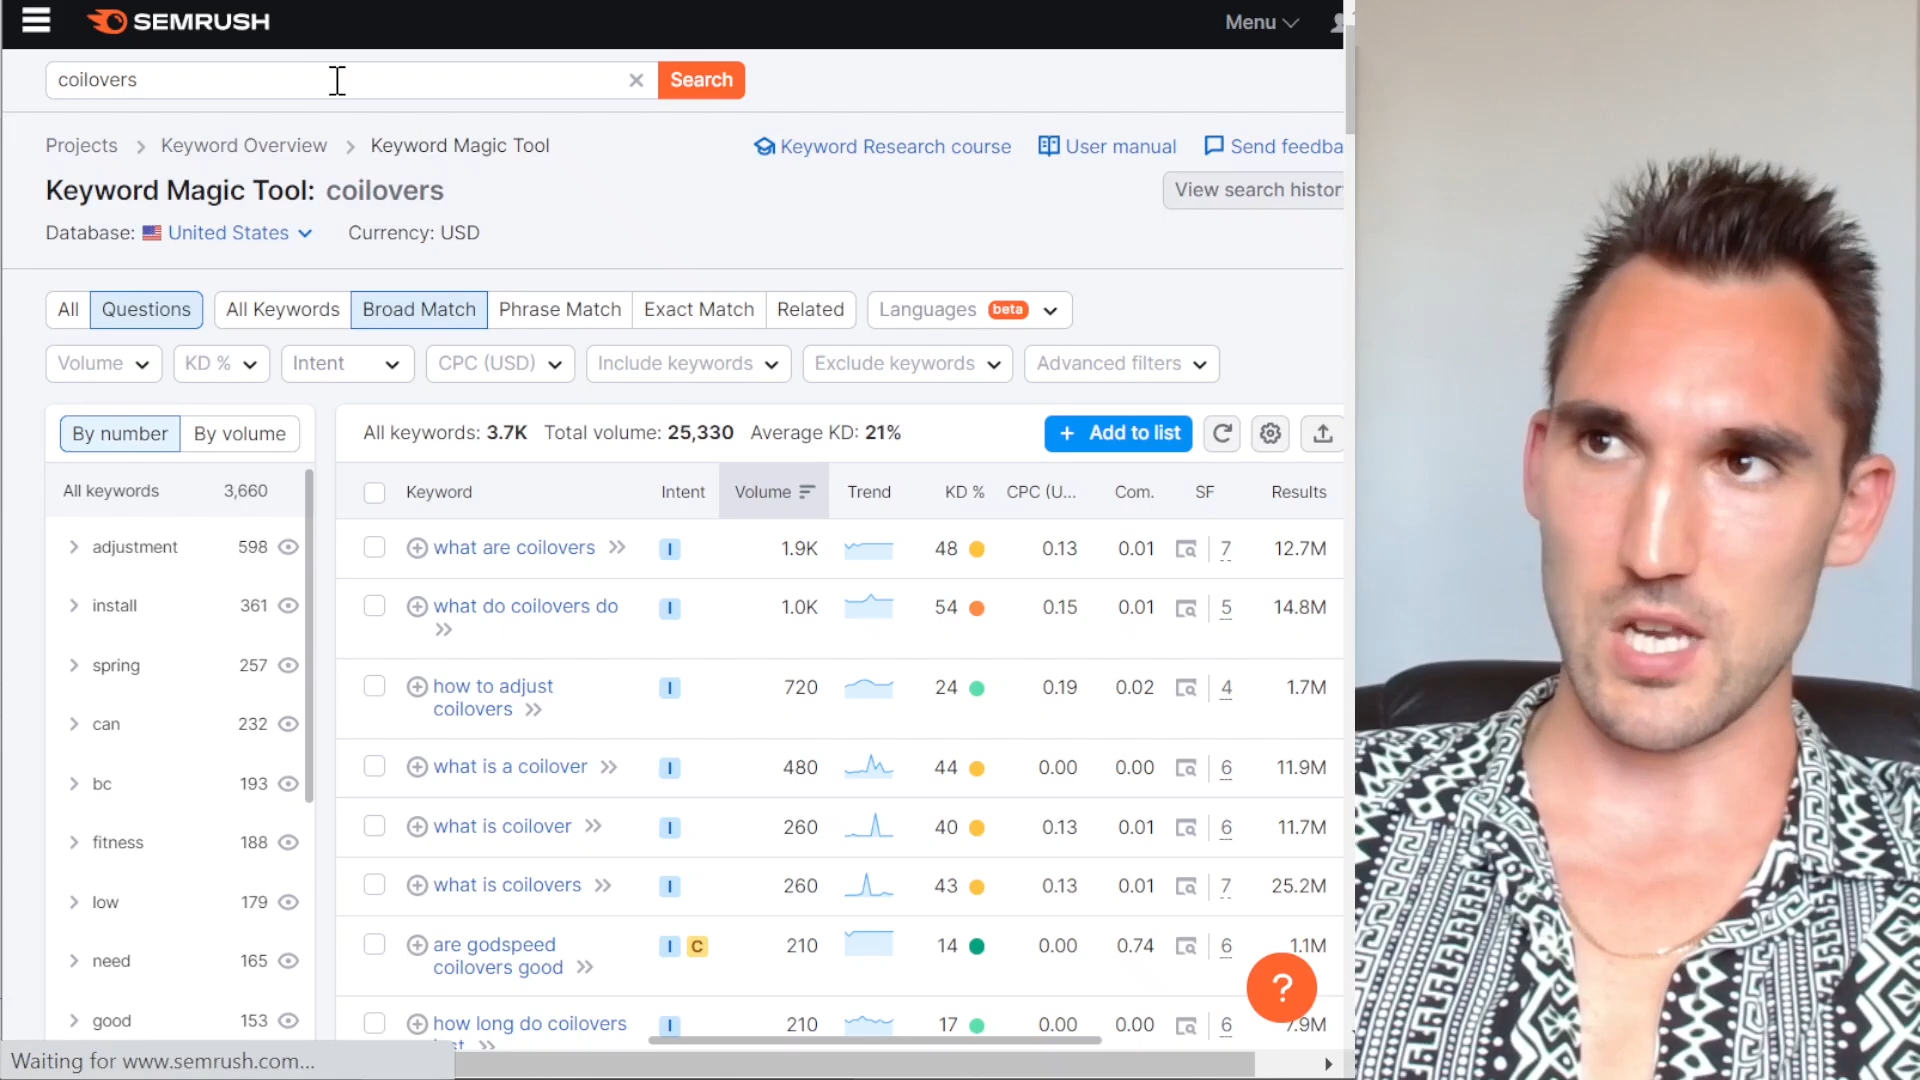 SEMRUSH
Menu
coilovers
Search
Projects > Keyword Overview > Keyword Magic Tool
Keyword Research course
User manual
Send feedba
Keyword Magic Tool: coilovers
View search histor
Database: United States
Currency: USD
All
Questions
All Keywords
Broad Match
Phrase Match
Exact Match
Related
Languages beta
Volume
KD %
Intent
CPC (USD)
Include keywords
Exclude keywords
Advanced filters
By number
By volume
All keywords 3,660
adjustment 598
install 361
spring 257
can 232
bc 193
fitness 188
low 179
need 165
good 153
All keywords: 3.7K Total volume: 25,330 Average KD: 21%
+ Add to list
Keyword Intent Volume Trend KD % CPC (U... Com. SF Results
what are coilovers >> I 1.9K 48 0.13 0.01 7 12.7M
what do coilovers do >> I 1.0K 54 0.15 0.01 5 14.8M
how to adjust coilovers >> I 720 24 0.19 0.02 4 1.7M
what is a coilover >> I 480 44 0.00 0.00 6 11.9M
what is coilover >> I 260 40 0.13 0.01 6 11.7M
what is coilovers >> I 260 43 0.13 0.01 7 25.2M
are godspeed coilovers good >> I C 210 14 0.00 0.74 6 1.1M
how long do coilovers last >> I 210 17 0.00 0.00 6 7.9M
?
Waiting for www.semrush.com...